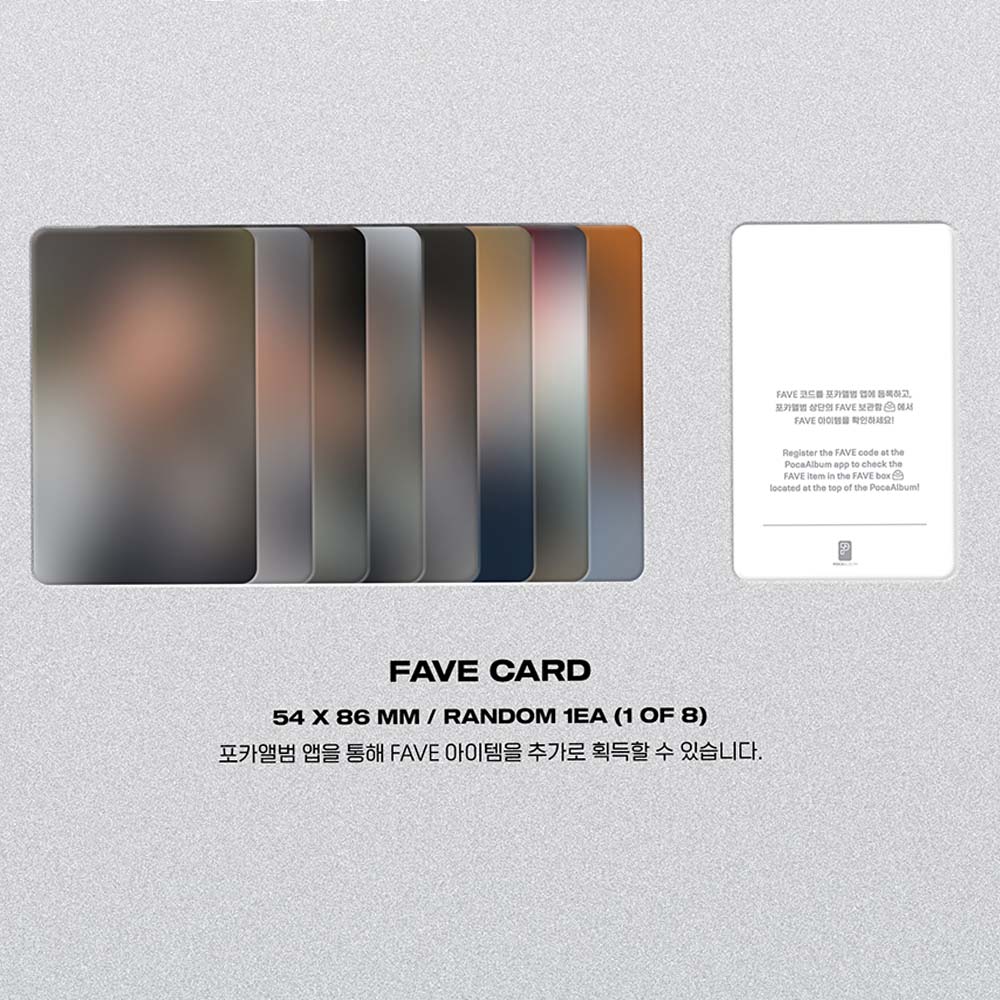 FAVE 코드를 포카앨범 앱에 등록하고,
포카앨범 상단의 FAVE 보관함 에서
FAVE 아이템을 확인하세요!
Register the FAVE code at the
PocaAlbum app to check the
FAVE item in the FAVE box
located at the top of the PocaAlbum!
POCAALBUM
FAVE CARD
54 X 86 MM / RANDOM 1EA (1 OF 8)
포카앨범 앱을 통해 FAVE 아이템을 추가로 획득할 수 있습니다.